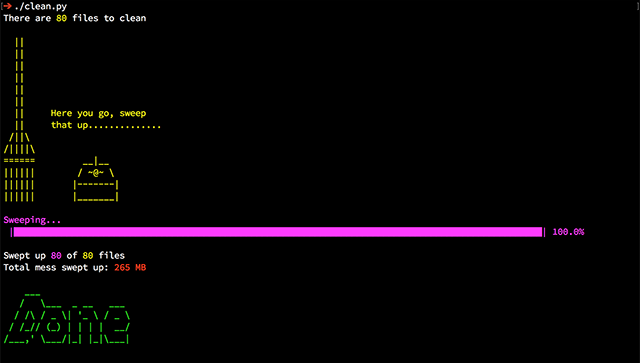 ➔ ./clean.py
There are 80 files to clean
Here you go, sweep
that up..............
Sweeping...
100.0%
Swept up 80 of 80 files
Total mess swept up: 265 MB
Done